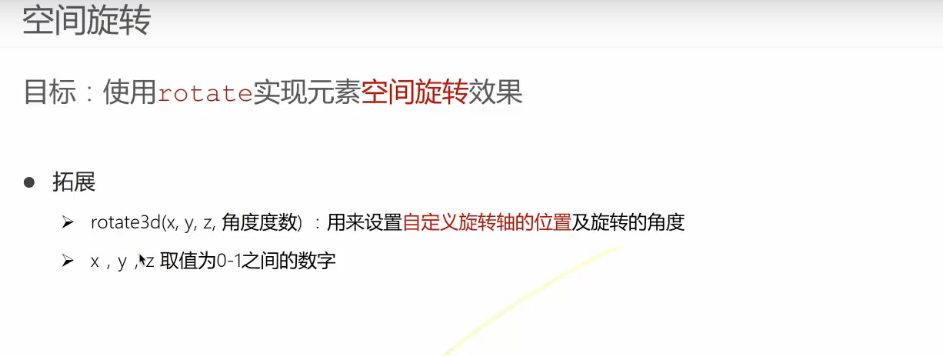 空间旋转
目标：使用rotate实现元素空间旋转效果
拓展
rotate3d(x, y, z, 角度度数) ：用来设置自定义旋转轴的位置及旋转的角度
x，y，z 取值为0-1之间的数字